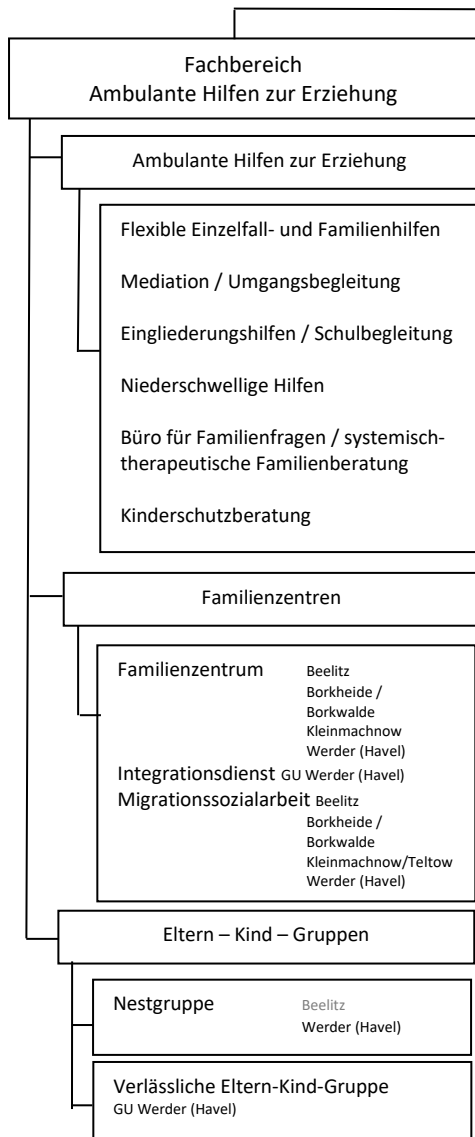 Fachbereich
Ambulante Hilfen zur Erziehung
Ambulante Hilfen zur Erziehung
Flexible Einzelfall- und Familienhilfen
Mediation / Umgangsbegleitung
Eingliederungshilfen / Schulbegleitung
Niederschwellige Hilfen
Büro für Familienfragen / systemisch-
therapeutische Familienberatung
Kinderschutzberatung
Familienzentren
Familienzentrum Beelitz
Borkheide /
Borkwalde
Kleinmachnow
Werder (Havel)
Integrationsdienst GU Werder (Havel)
Migrationssozialarbeit Beelitz
Borkheide /
Borkwalde
Kleinmachnow/Teltow
Werder (Havel)
Eltern – Kind – Gruppen
Nestgruppe Beelitz
Werder (Havel)
Verlässliche Eltern-Kind-Gruppe
GU Werder (Havel)